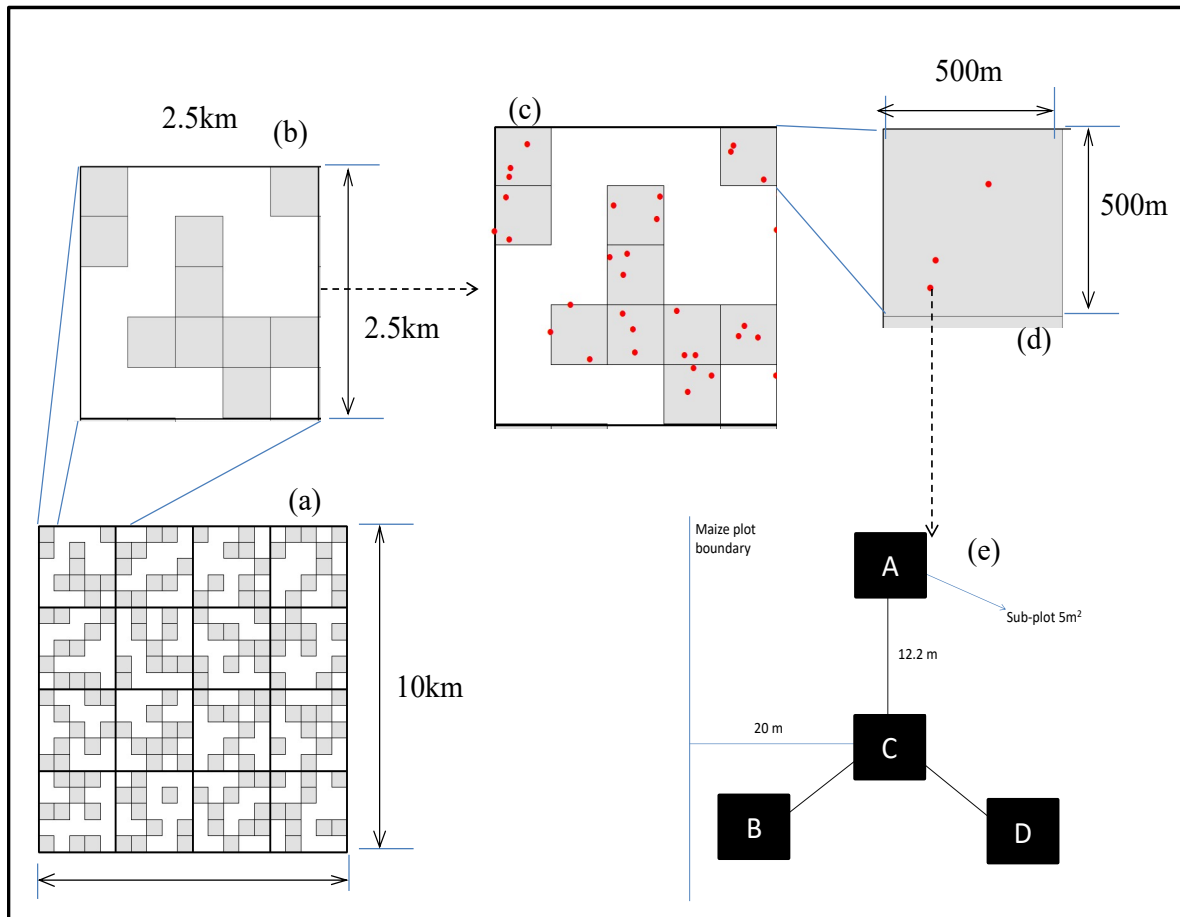 500m
(c)
2.5km
(b)
500m
2.5km
(d)
(a)
Maize plot
boundary
(e)
A
Sub-plot 5m²
12.2 m
10km
20 m
C
B
D